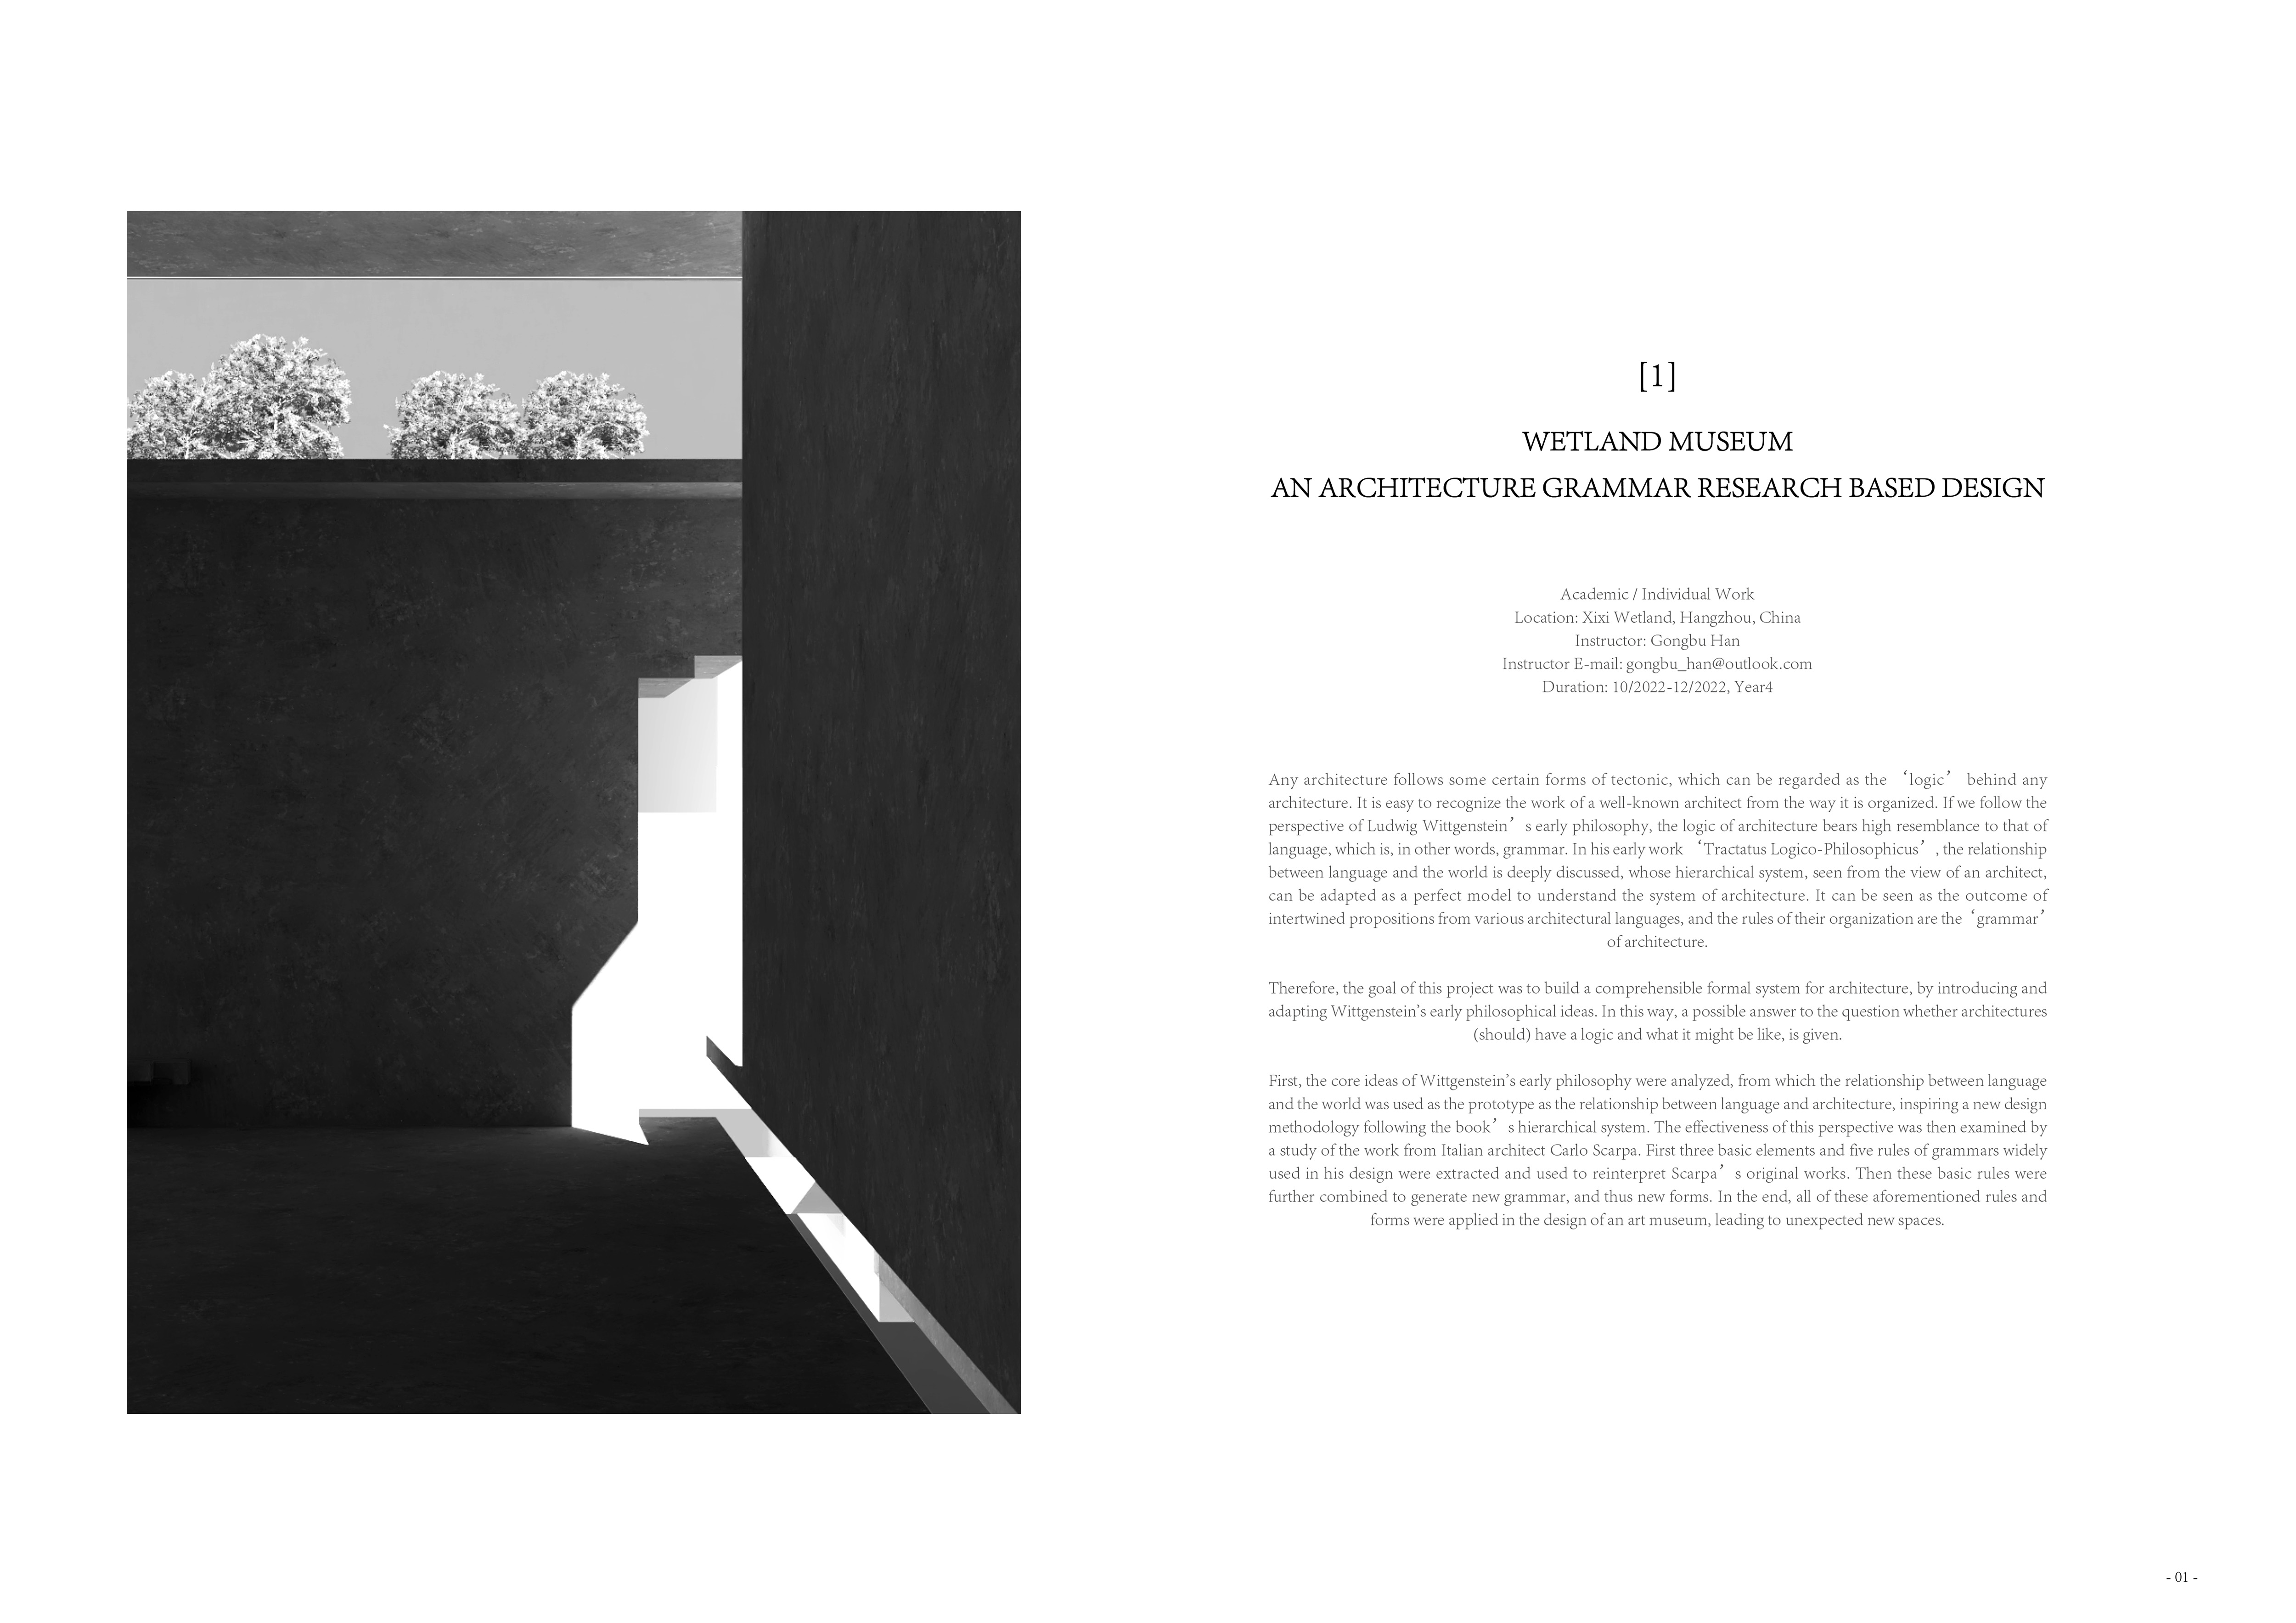 [1]
WETLAND MUSEUM
AN ARCHITECTURE GRAMMAR RESEARCH BASED DESIGN
Academic / Individual Work
Location: Xixi Wetland, Hangzhou, China
Instructor: Gongbu Han
Instructor E-mail: gongbu_han@outlook.com
Duration: 10/2022-12/2022, Year4
Any architecture follows some certain forms of tectonic, which can be regarded as the ‘logic’ behind any
architecture. It is easy to recognize the work of a well-known architect from the way it is organized. If we follow the
perspective of Ludwig Wittgenstein’s early philosophy, the logic of architecture bears high resemblance to that of
language, which is, in other words, grammar. In his early work ‘Tractatus Logico-Philosophicus’, the relationship
between language and the world is deeply discussed, whose hierarchical system, seen from the view of an architect,
can be adapted as a perfect model to understand the system of architecture. It can be seen as the outcome of
intertwined propositions from various architectural languages, and the rules of their organization are the ‘grammar’
of architecture.
Therefore, the goal of this project was to build a comprehensible formal system for architecture, by introducing and
adapting Wittgenstein’s early philosophical ideas. In this way, a possible answer to the question whether architectures
(should) have a logic and what it might be like, is given.
First, the core ideas of Wittgenstein’s early philosophy were analyzed, from which the relationship between language
and the world was used as the prototype as the relationship between language and architecture, inspiring a new design
methodology following the book’s hierarchical system. The effectiveness of this perspective was then examined by
a study of the work from Italian architect Carlo Scarpa. First three basic elements and five rules of grammars widely
used in his design were extracted and used to reinterpret Scarpa’s original works. Then these basic rules were
further combined to generate new grammar, and thus new forms. In the end, all of these aforementioned rules and
forms were applied in the design of an art museum, leading to unexpected new spaces.
- 01 -